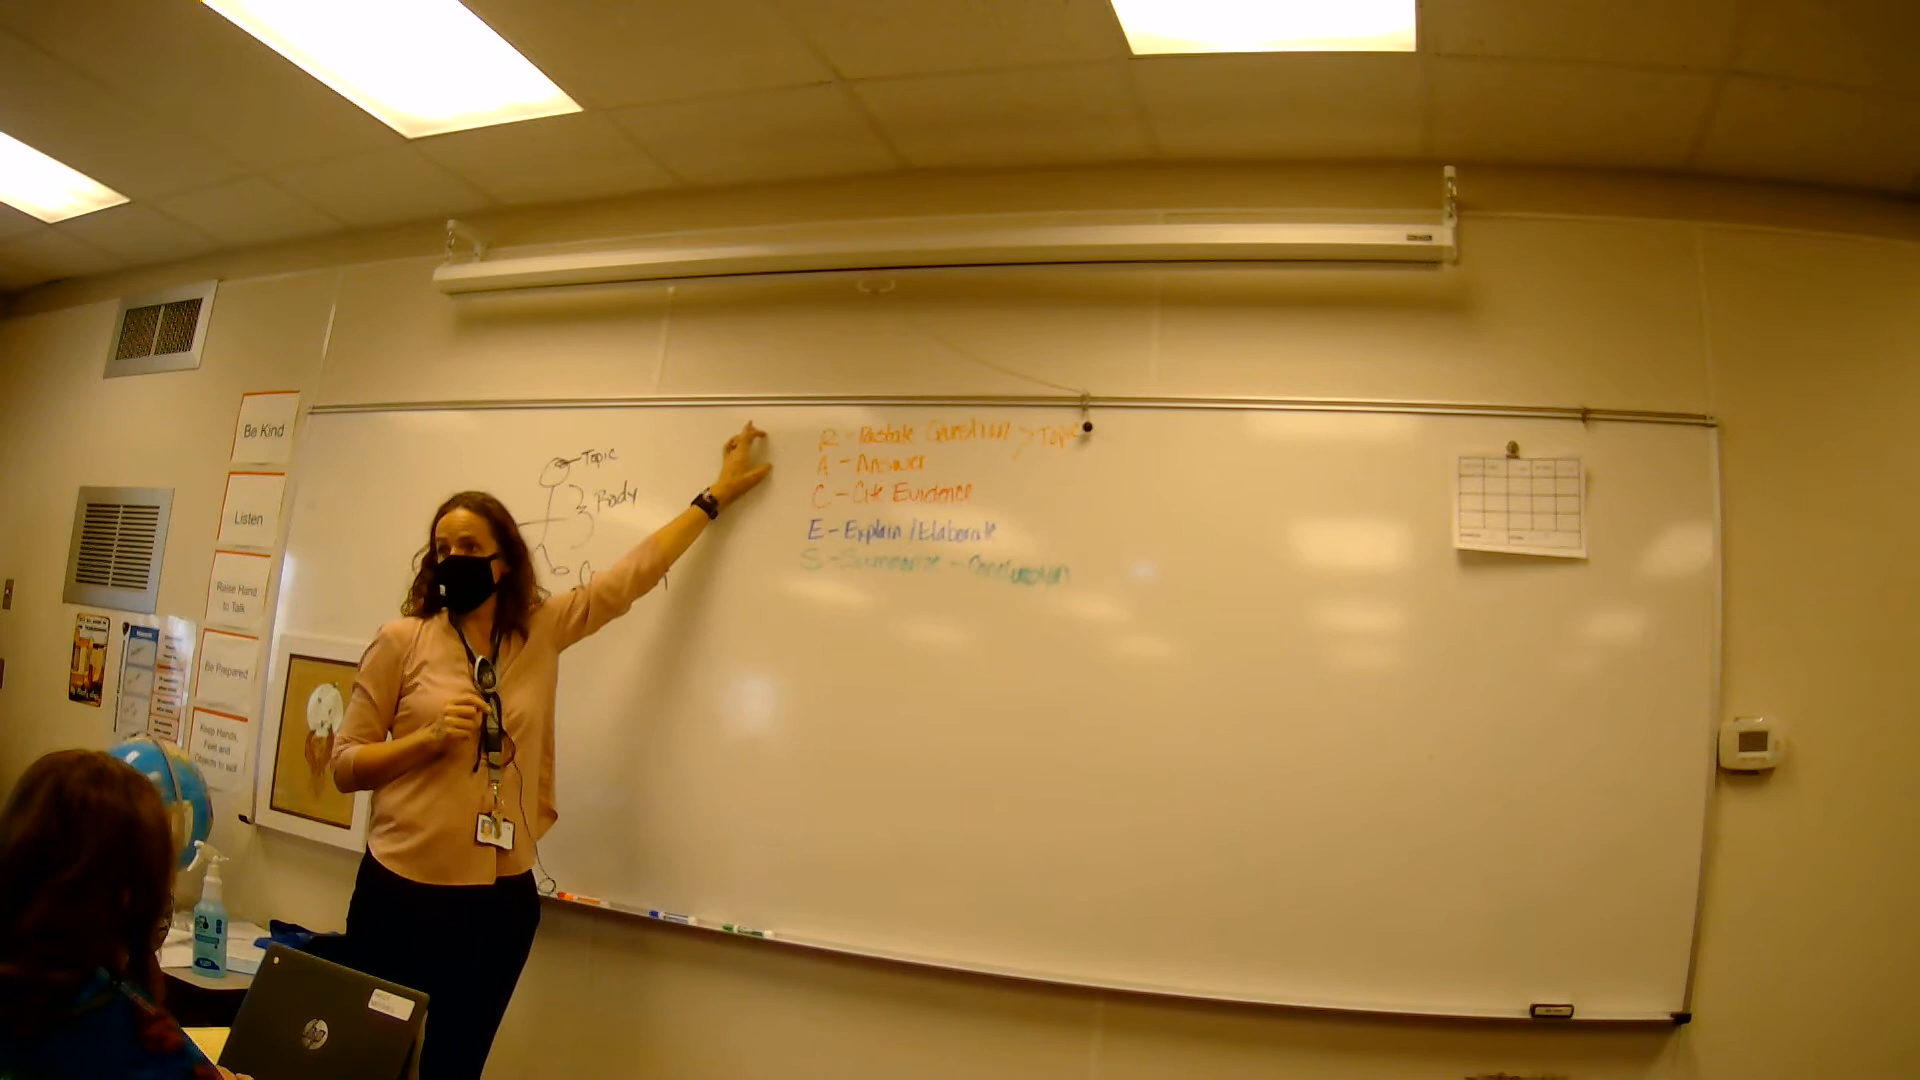 Be Kind
Listen
Raise Hand
to Talk
Be Prepared
Keep Hands,
Feet and
Objects to self
Topic
Body
R - Restate Question > Topic
A - Answer
C - Cite Evidence
E - Explain / Elaborate
S - Summarize - Conclusion
hp